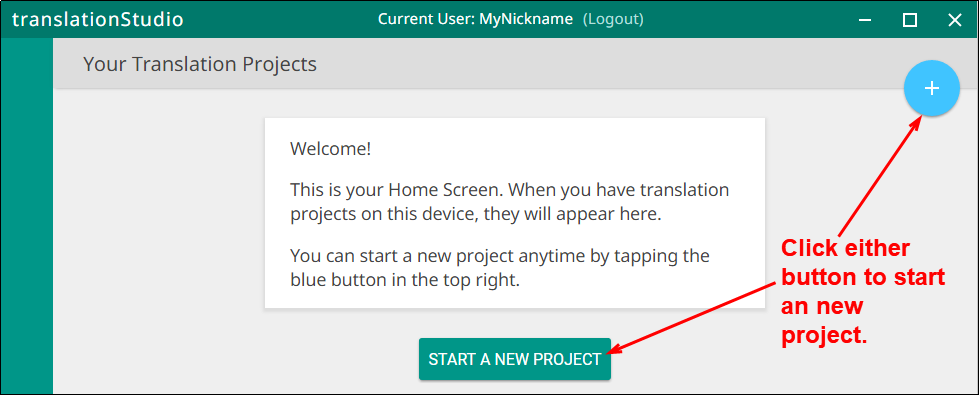 translationStudio
Current User: MyNickname (Logout)
Your Translation Projects
+
Welcome!
This is your Home Screen. When you have translation
projects on this device, they will appear here.
You can start a new project anytime by tapping the
blue button in the top right.
Click either
button to start
an new
project.
START A NEW PROJECT